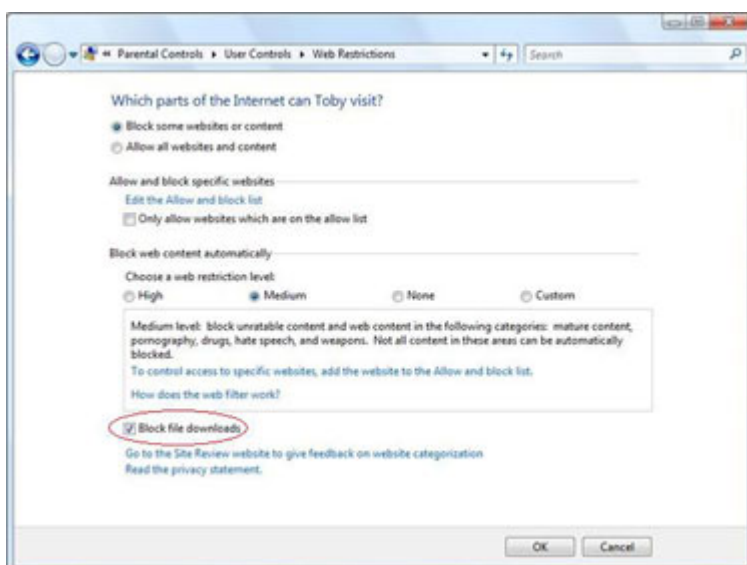 « Parental Controls ▸ User Controls ▸ Web Restrictions
Search
Which parts of the Internet can Toby visit?
Block some websites or content
Allow all websites and content
Allow and block specific websites
Edit the Allow and block list
Only allow websites which are on the allow list
Block web content automatically
Choose a web restriction level:
High Medium None Custom
Medium level: block unratable content and web content in the following categories: mature content,
pornography, drugs, hate speech, and weapons. Not all content in these areas can be automatically
blocked.
To control access to specific websites, add the website to the Allow and block list.
How does the web filter work?
Block file downloads
Go to the Site Review website to give feedback on website categorization
Read the privacy statement.
OK Cancel